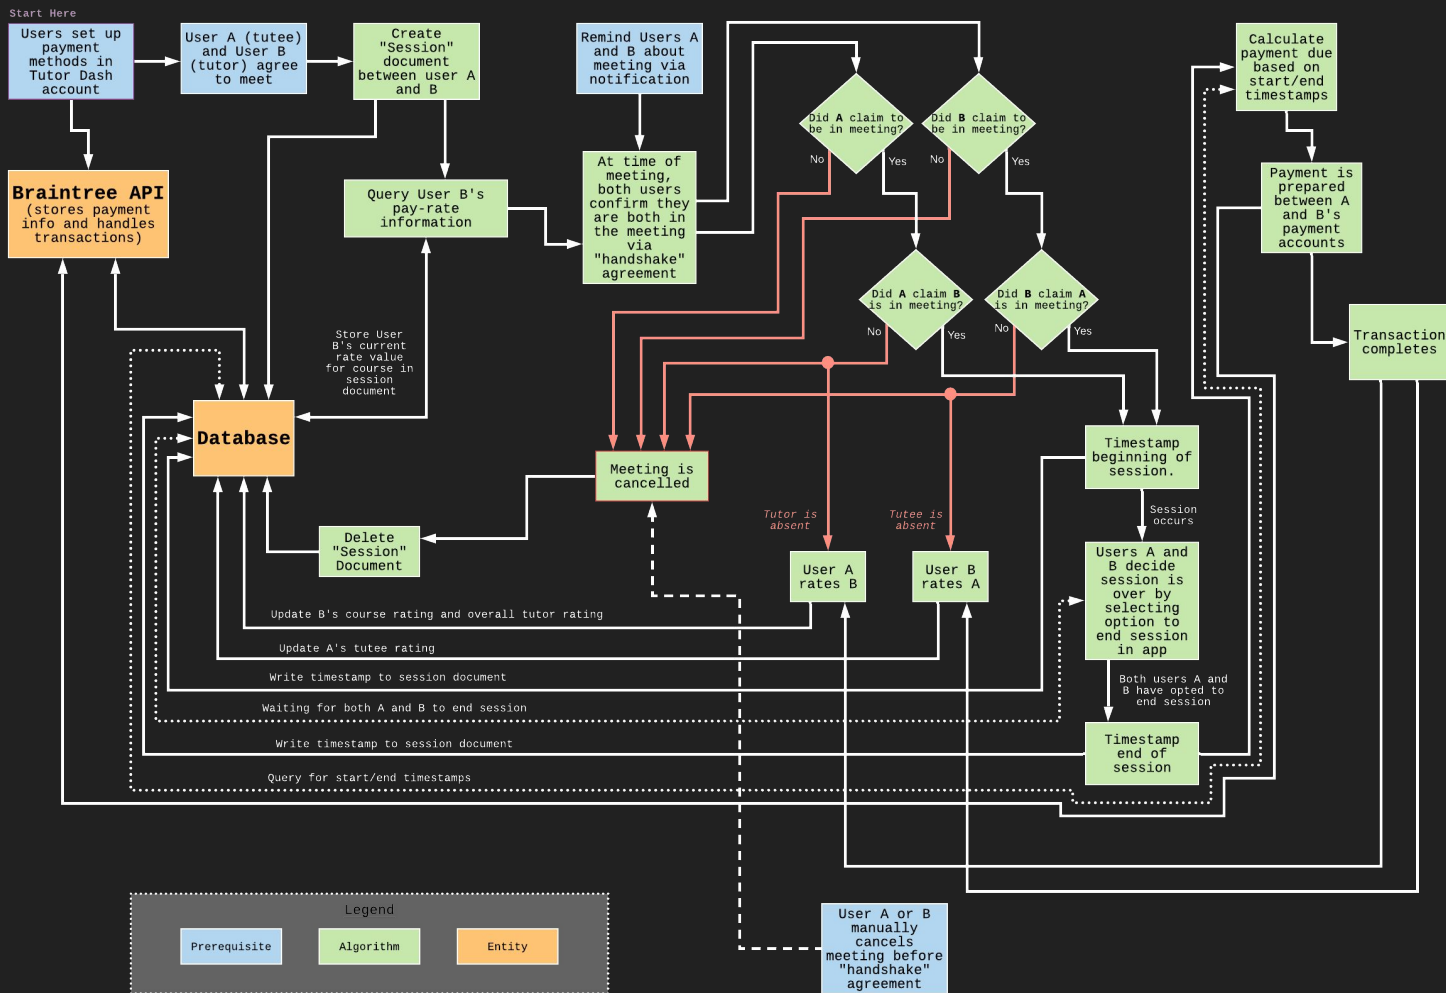 Start Here
Users set up
payment
methods in
Tutor Dash
account
User A (tutee)
and User B
(tutor) agree
to meet
Create
"Session"
document
between user A
and B
Remind Users A
and B about
meeting via
notification
Calculate
payment due
based on
start/end
timestamps
Did A claim to
be in meeting?
No
Yes
Did B claim to
be in meeting?
No
Yes
Braintree API
(stores payment
info and handles
transactions)
Query User B's
pay-rate
information
At time of
meeting,
both users
confirm they
are both in
the meeting
via
"handshake"
agreement
Payment is
prepared
between A
and B's
payment
accounts
Did A claim B
is in meeting?
No
Yes
Did B claim A
is in meeting?
No
Yes
Transaction
completes
Store User
B's current
rate value
for course in
session
document
Database
Meeting is
cancelled
Timestamp
beginning of
session.
Session
occurs
Tutor is
absent
Tutee is
absent
Delete
"Session"
Document
User A
rates B
User B
rates A
Users A and
B decide
session is
over by
selecting
option to
end session
in app
Update B's course rating and overall tutor rating
Update A's tutee rating
Write timestamp to session document
Both users A and
B have opted to
end session
Waiting for both A and B to end session
Write timestamp to session document
Timestamp
end of
session
Query for start/end timestamps
Legend
Prerequisite
Algorithm
Entity
User A or B
manually
cancels
meeting before
"handshake"
agreement